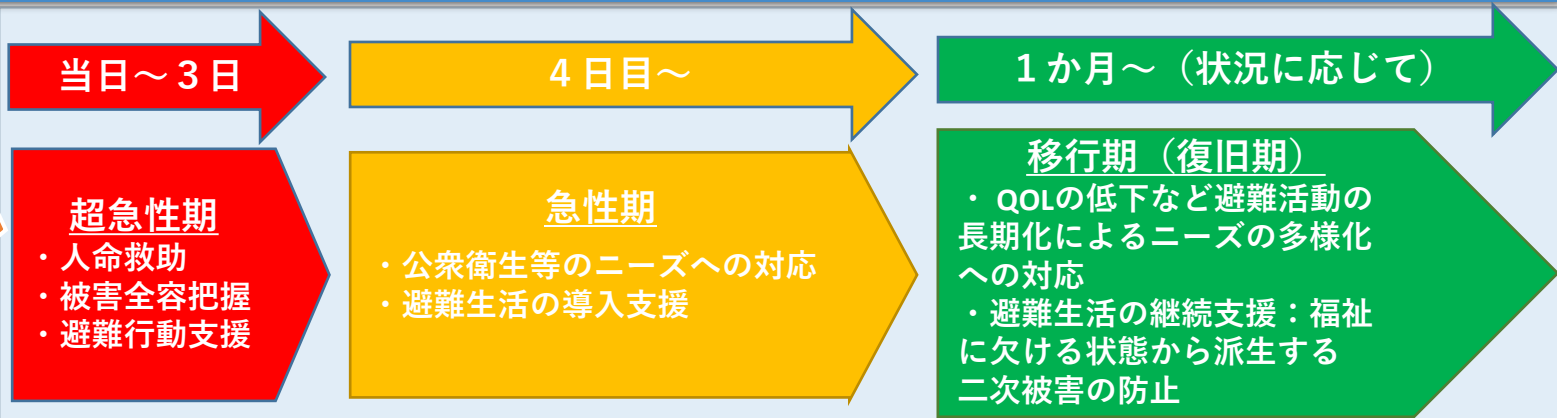 当日～３日
４日目～
１か月～（状況に応じて）
超急性期
・人命救助
・被害全容把握
・避難行動支援
急性期
・公衆衛生等のニーズへの対応
・避難生活の導入支援
移行期（復旧期）
・ QOLの低下など避難活動の
長期化によるニーズの多様化
への対応
・避難生活の継続支援：福祉
に欠ける状態から派生する
二次被害の防止